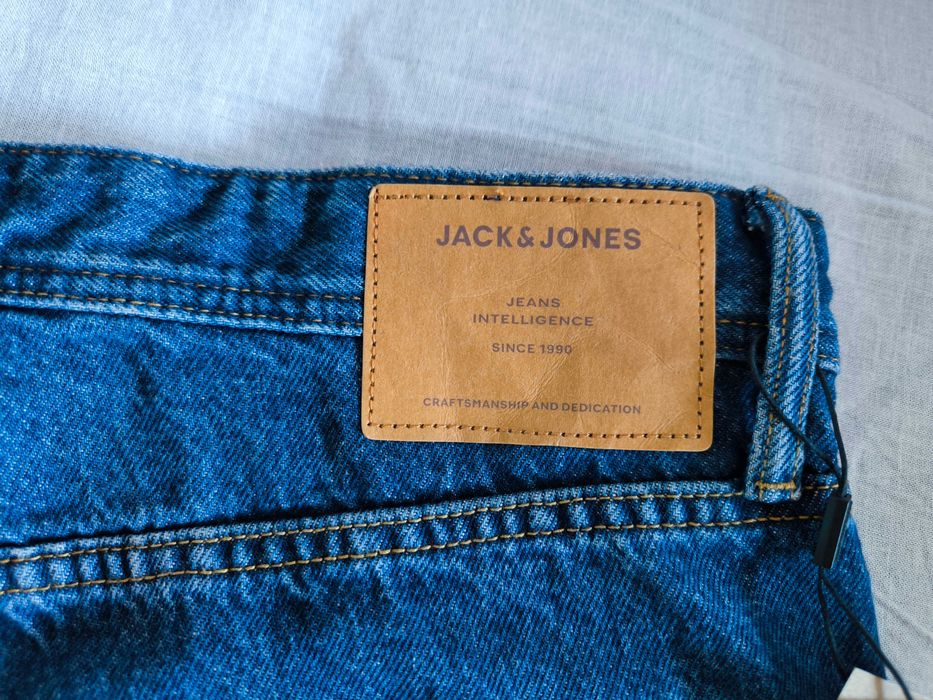 JACK & JONES
JEANS
INTELLIGENCE
SINCE 1990
CRAFTSMANSHIP AND DEDICATION